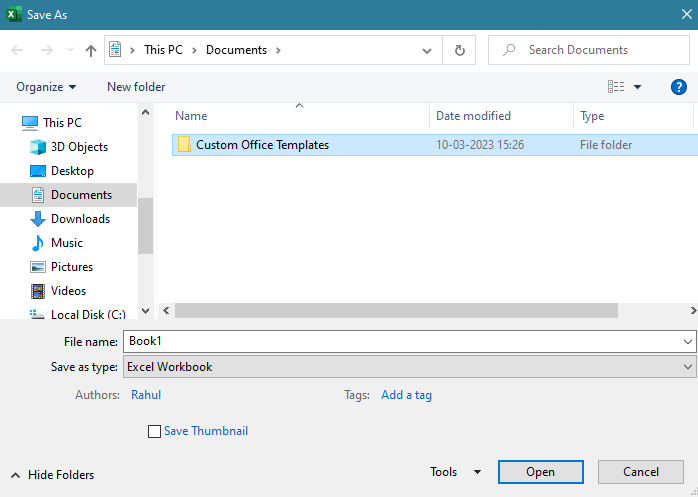 Save As
This PC > Documents >
Search Documents
Organize
New folder
?
Name
Date modified
Type
This PC
3D Objects
Desktop
Documents
Downloads
Music
Pictures
Videos
Local Disk (C:)
Custom Office Templates
10-03-2023 15:26
File folder
File name:
Book1
Save as type:
Excel Workbook
Authors:
Rahul
Tags:
Add a tag
Save Thumbnail
Hide Folders
Tools
Open
Cancel